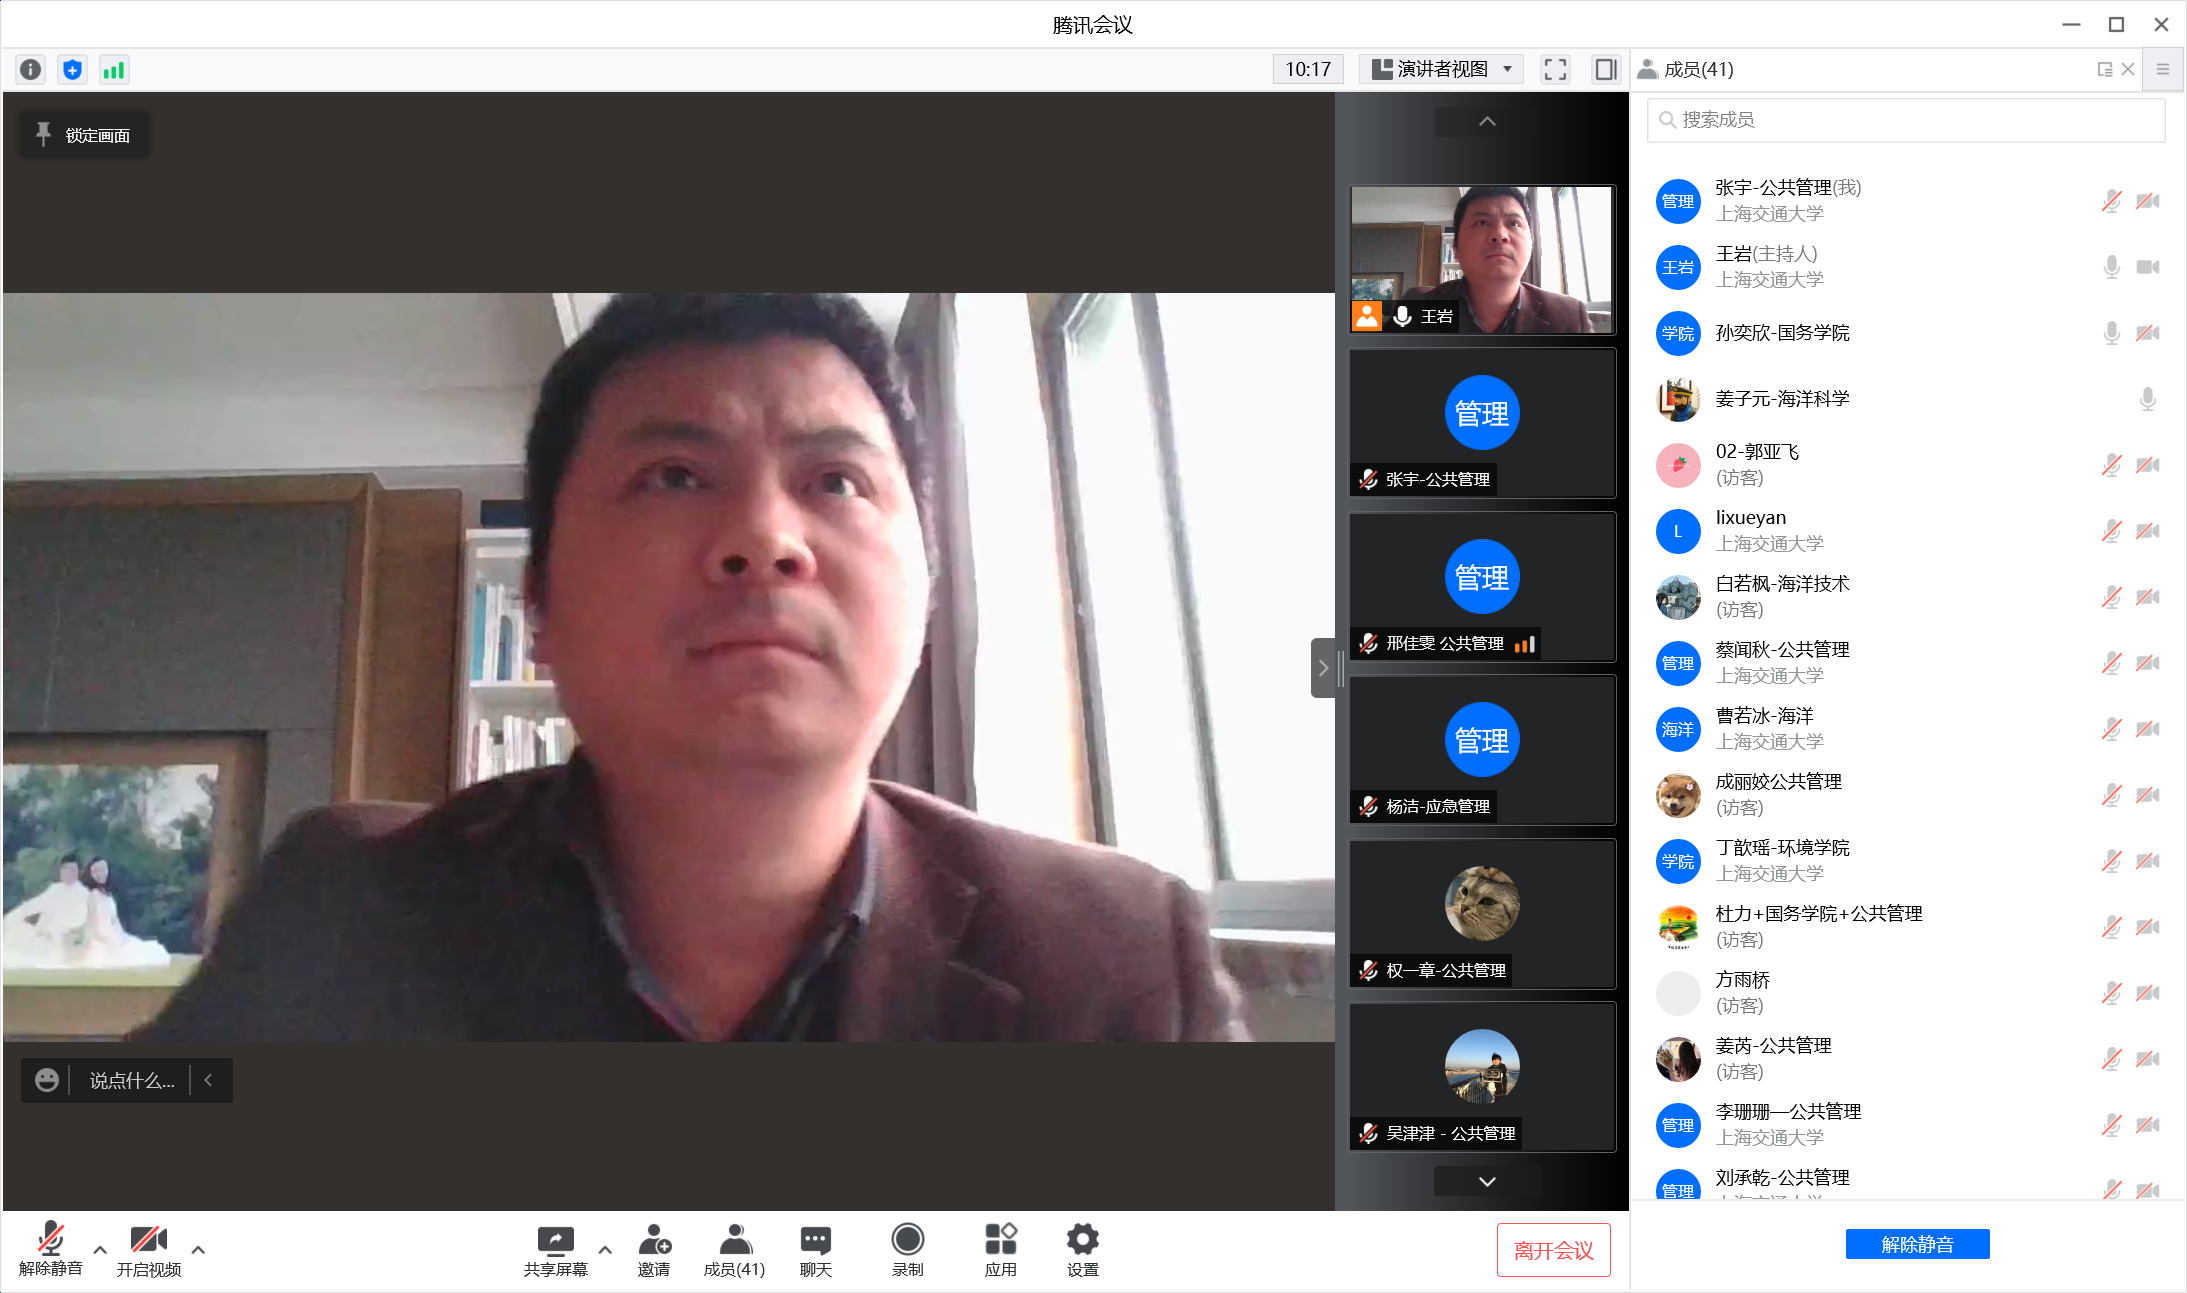 腾讯会议
10:17
演讲者视图
成员(41)
锁定画面
搜索成员
王岩
管理
张宇-公共管理
管理
邢佳雯 公共管理
管理
杨洁-应急管理
权一章-公共管理
吴津津 - 公共管理
说点什么...
管理
张宇-公共管理(我)
上海交通大学
王岩
王岩(主持人)
上海交通大学
学院
孙奕欣-国务学院
姜子元-海洋科学
02-郭亚飞
(访客)
L
lixueyan
上海交通大学
白若枫-海洋技术
(访客)
管理
蔡闻秋-公共管理
上海交通大学
海洋
曹若冰-海洋
上海交通大学
成丽姣公共管理
(访客)
学院
丁歆瑶-环境学院
上海交通大学
杜力+国务学院+公共管理
(访客)
方雨桥
(访客)
姜芮-公共管理
(访客)
管理
李珊珊—公共管理
上海交通大学
管理
刘承乾-公共管理
解除静音
开启视频
共享屏幕
邀请
成员(41)
聊天
录制
应用
设置
离开会议
解除静音